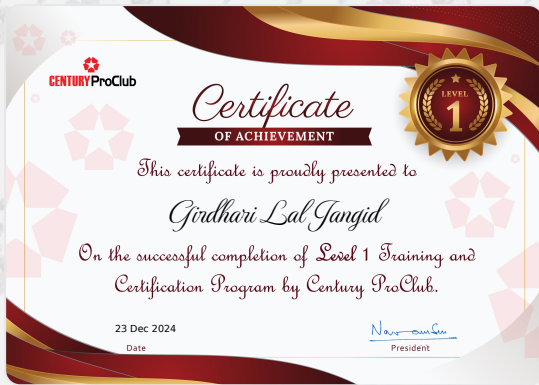 CENTURY ProClub
Certificate
OF ACHIEVEMENT
LEVEL
1
This certificate is proudly presented to
Girdhari Lal Jangid
On the successful completion of Level 1 Training and
Certification Program by Century ProClub.
23 Dec 2024
Date
President